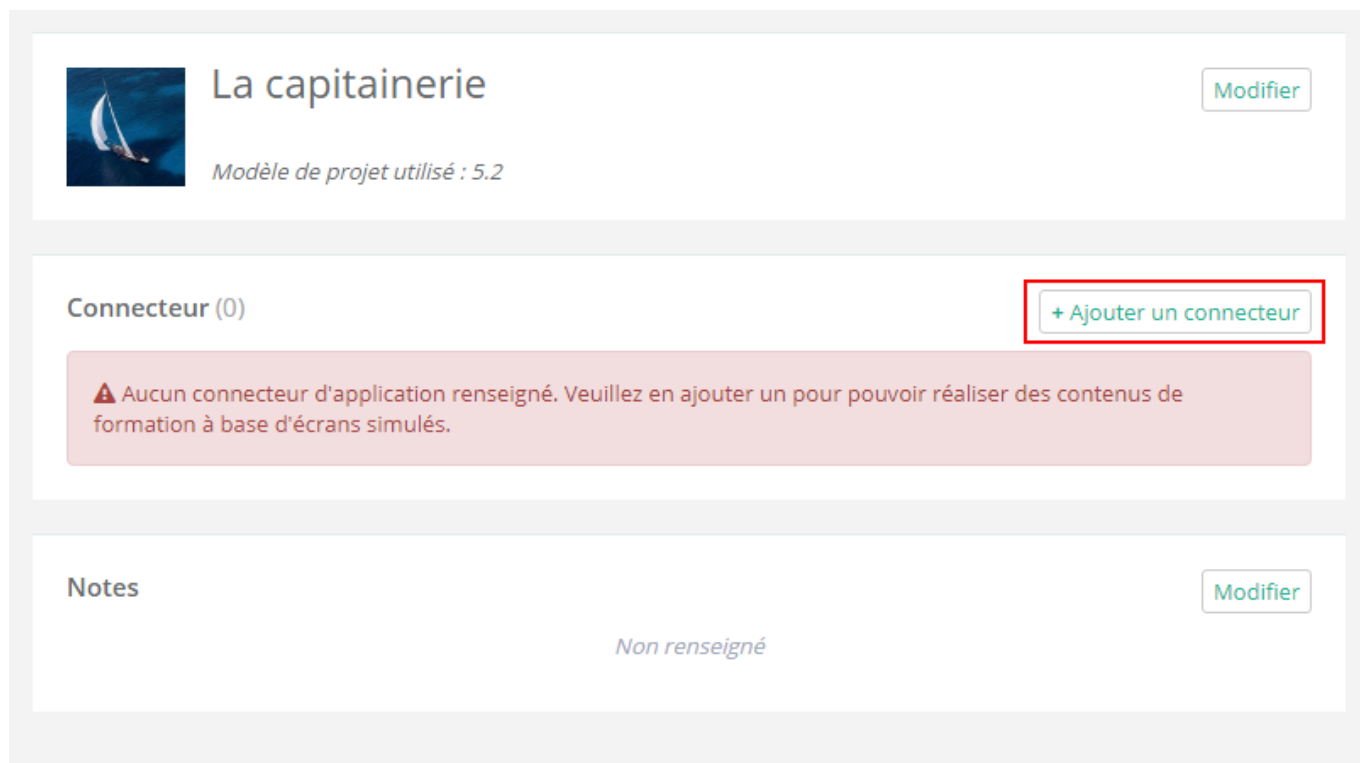 La capitainerie
Modifier
Modèle de projet utilisé : 5.2
Connecteur (0)
+ Ajouter un connecteur
Aucun connecteur d'application renseigné. Veuillez en ajouter un pour pouvoir réaliser des contenus de
formation à base d'écrans simulés.
Notes
Modifier
Non renseigné